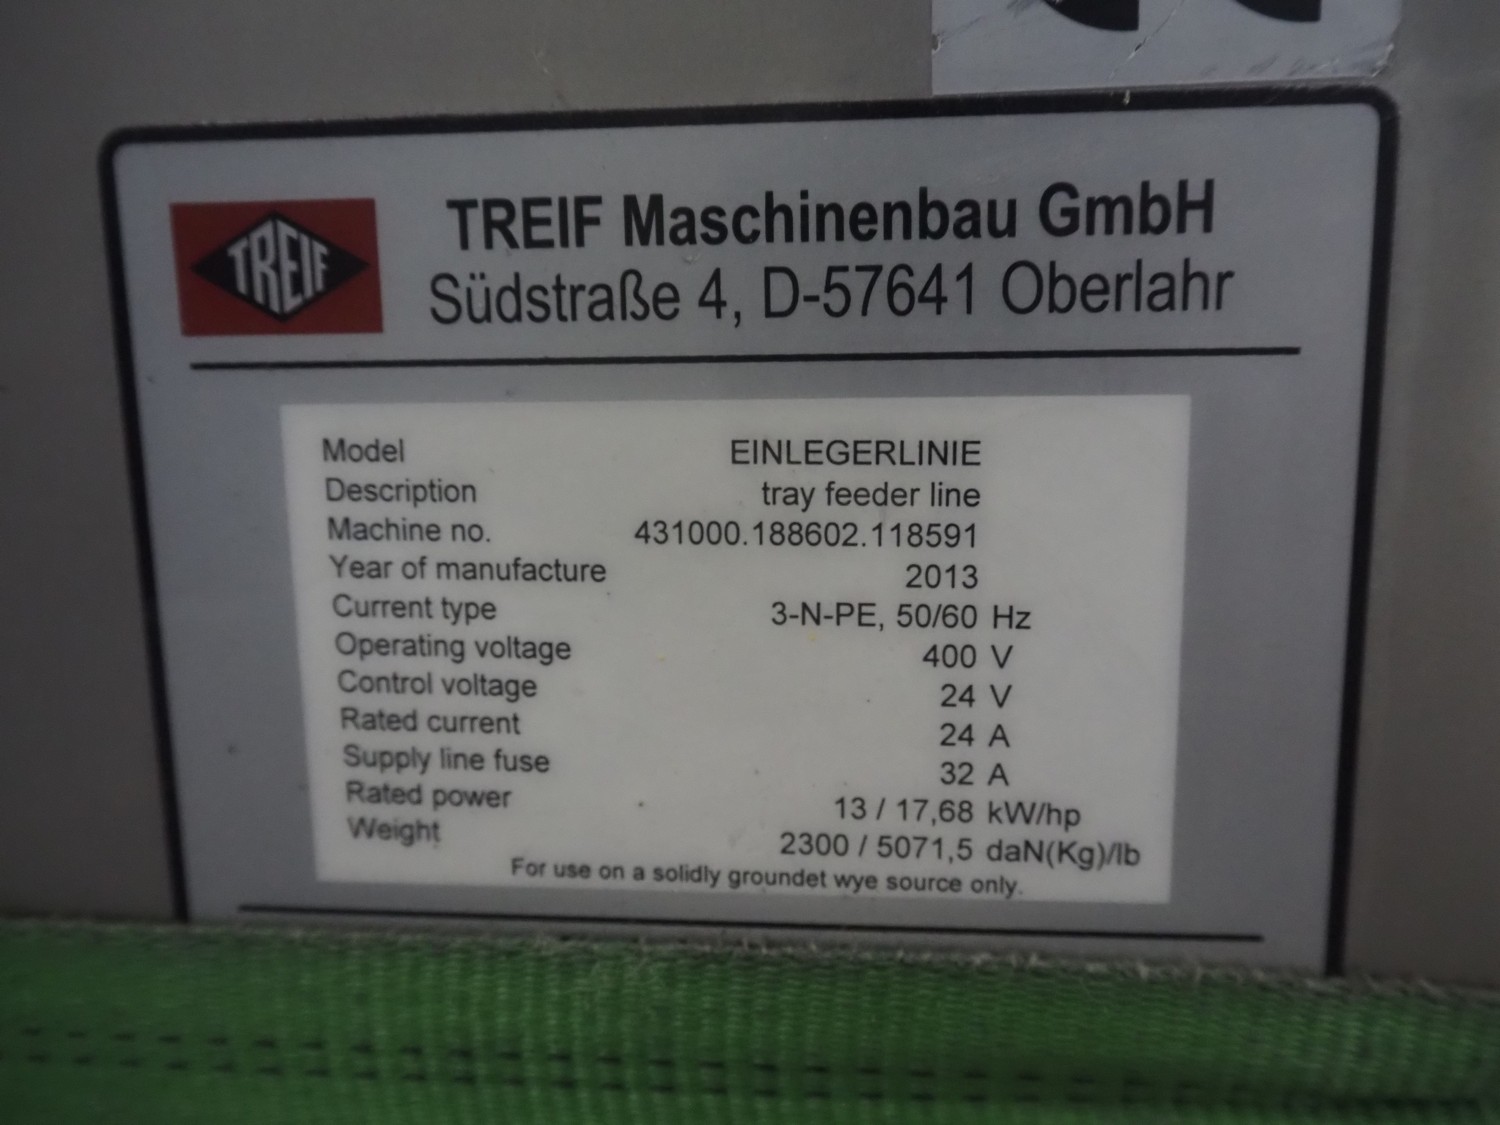 TREIF
TREIF Maschinenbau GmbH
Südstraße 4, D-57641 Oberlahr
Model EINLEGERLINIE
Description tray feeder line
Machine no. 431000.188602.118591
Year of manufacture 2013
Current type 3-N-PE, 50/60 Hz
Operating voltage 400 V
Control voltage 24 V
Rated current 24 A
Supply line fuse 32 A
Rated power 13 / 17,68 kW/hp
Weight 2300 / 5071,5 daN(Kg)/lb
For use on a solidly groundet wye source only.